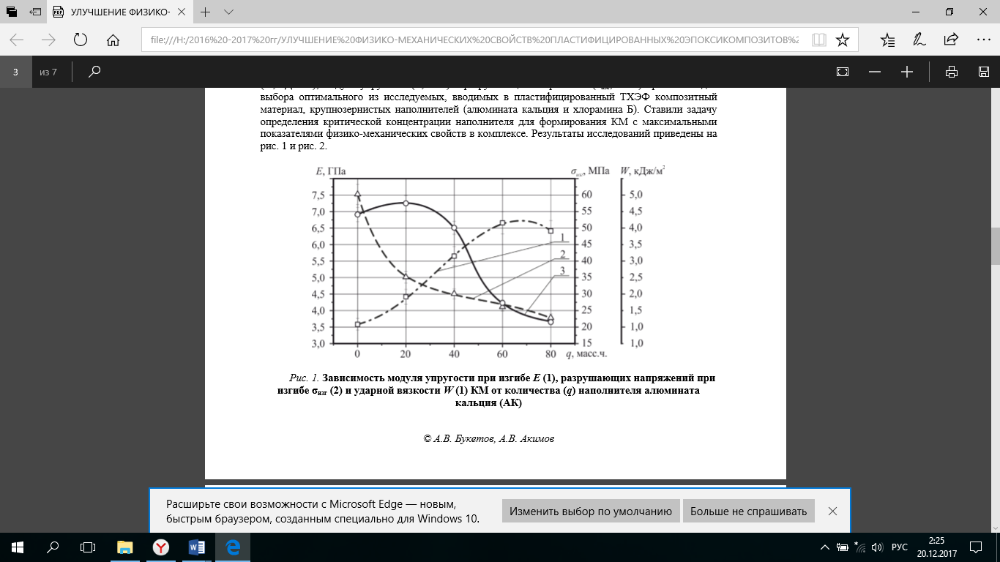 УЛУЧШЕНИЕ ФИЗИКО-
file:///H:/2016%20-2017%20гг/УЛУЧШЕНИЕ%20ФИЗИКО-МЕХАНИЧЕСКИХ%20СВОЙСТВ%20ПЛАСТИФИЦИРОВАННЫХ%20ЭПОКСИКОМПОЗИТОВ%2
3 из 7
выбора оптимального из исследуемых, вводимых в пластифицированный ТХЭФ композитный
материал, крупнозернистых наполнителей (алюмината кальция и хлорамина Б). Ставили задачу
определения критической концентрации наполнителя для формирования КМ с максимальными
показателями физико-механических свойств в комплексе. Результаты исследований приведены на
рис. 1 и рис. 2.
E, ГПа σизг, МПа W, кДж/м²
7,5 60 5,0
7,0 55 4,5
6,5 50 4,0
6,0 1 45 3,5
5,5 2 40 3,0
5,0 3 35 2,5
4,5 30 2,0
4,0 25 1,5
3,5 20 1,0
3,0 15 1,0
0 20 40 60 80 q, масс.ч.
Рис. 1. Зависимость модуля упругости при изгибе E (1), разрушающих напряжений при
изгибе σизг (2) и ударной вязкости W (1) КМ от количества (q) наполнителя алюмината
кальция (АК)
© А.В. Букетов, А.В. Акимов
Расширьте свои возможности с Microsoft Edge — новым,
быстрым браузером, созданным специально для Windows 10.
Изменить выбор по умолчанию
Больше не спрашивать
РУС
2:25
20.12.2017